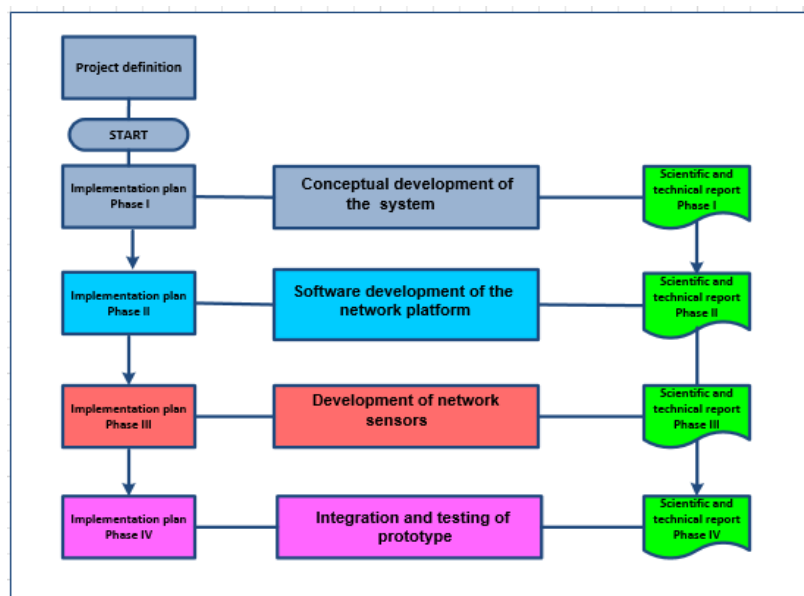 Project definition
START
Implementation plan
Phase I
Conceptual development of
the system
Scientific and
technical report
Phase I
Implementation plan
Phase II
Software development of the
network platform
Scientific and
technical report
Phase II
Implementation plan
Phase III
Development of network
sensors
Scientific and
technical report
Phase III
Implementation plan
Phase IV
Integration and testing of
prototype
Scientific and
technical report
Phase IV